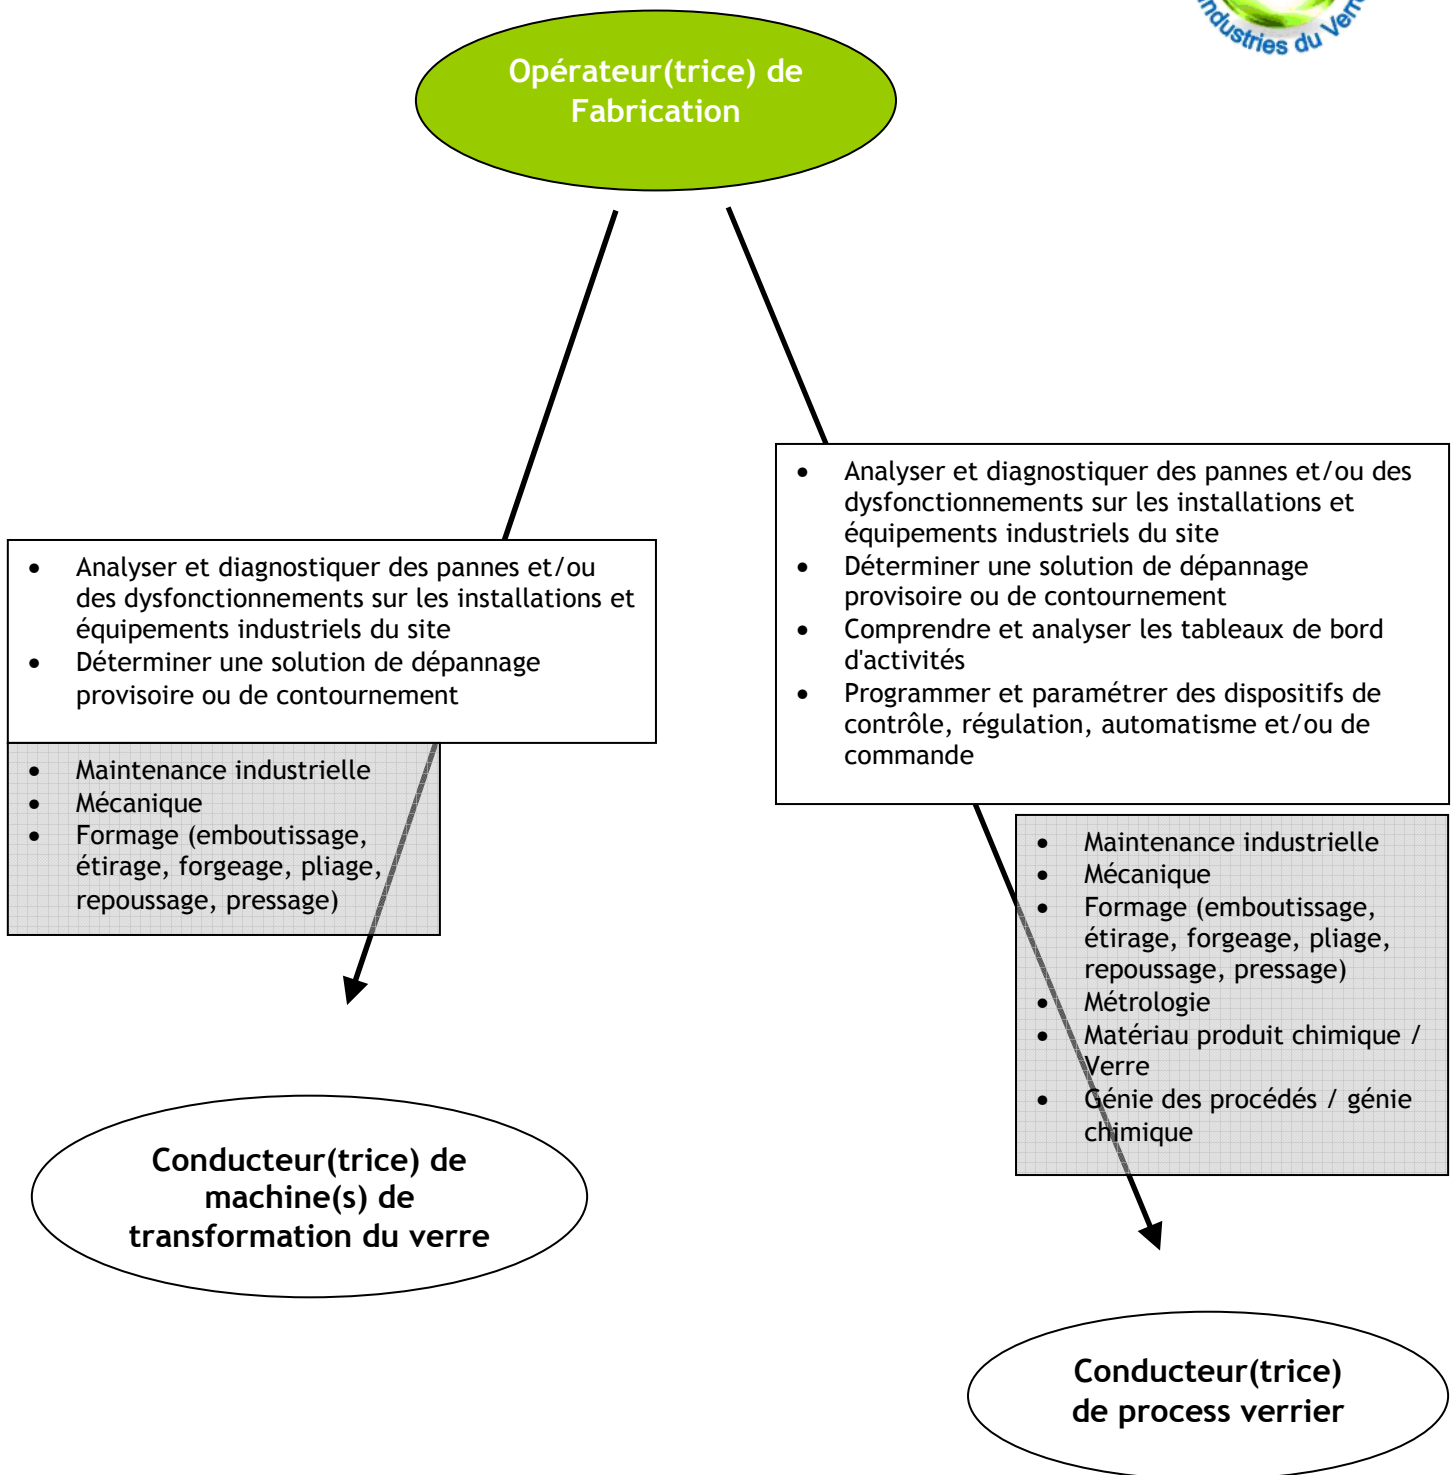 Industries du Verre
Opérateur(trice) de
Fabrication
• Analyser et diagnostiquer des pannes et/ou
des dysfonctionnements sur les installations et
équipements industriels du site
• Déterminer une solution de dépannage
provisoire ou de contournement
• Maintenance industrielle
• Mécanique
• Formage (emboutissage,
étirage, forgeage, pliage,
repoussage, pressage)
Conducteur(trice) de
machine(s) de
transformation du verre
• Analyser et diagnostiquer des pannes et/ou des
dysfonctionnements sur les installations et
équipements industriels du site
• Déterminer une solution de dépannage
provisoire ou de contournement
• Comprendre et analyser les tableaux de bord
d'activités
• Programmer et paramétrer des dispositifs de
contrôle, régulation, automatisme et/ou de
commande
• Maintenance industrielle
• Mécanique
• Formage (emboutissage,
étirage, forgeage, pliage,
repoussage, pressage)
• Métrologie
• Matériau produit chimique /
Verre
• Génie des procédés / génie
chimique
Conducteur(trice)
de process verrier